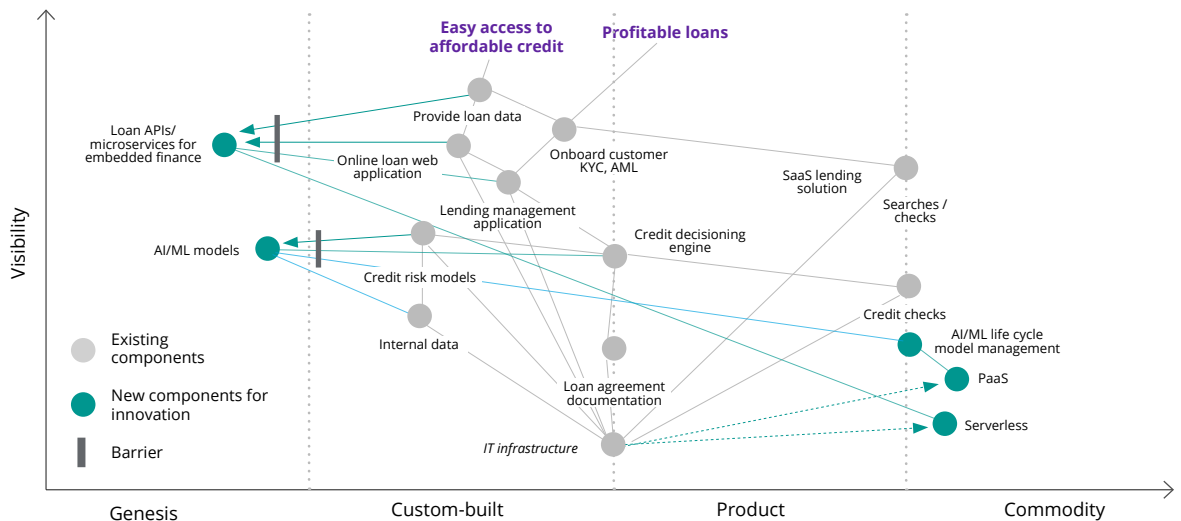 Easy access to
affordable credit
Profitable loans
Provide loan data
Loan APIs/
microservices for
embedded finance
Online loan web
application
Onboard customer
KYC, AML
SaaS lending
solution
Searches /
checks
Lending management
application
Visibility
AI/ML models
Credit decisioning
engine
Credit risk models
Credit checks
Internal data
AI/ML life cycle
model management
PaaS
Existing
components
New components for
innovation
Loan agreement
documentation
Serverless
IT infrastructure
Barrier
Genesis
Custom-built
Product
Commodity